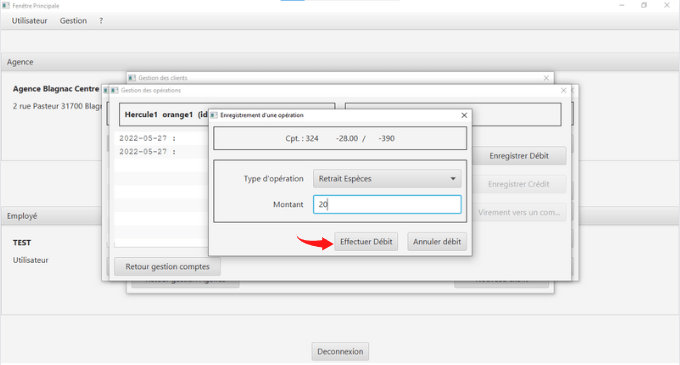 Fenêtre Principale
Utilisateur Gestion ?
Agence
Agence Blagnac Centre
2 rue Pasteur 31700 Blagn
Gestion des clients
Gestion des opérations
Hercule1 orange1 (id
2022-05-27 :
2022-05-27 :
Enregistrement d'une opération
Cpt. : 324 -28.00 / -390
Type d'opération Retrait Espèces
Montant 20
Effectuer Débit Annuler débit
Enregistrer Débit
Enregistrer Crédit
Virement vers un com...
Retour gestion comptes
Employé
TEST
Utilisateur
Deconnexion